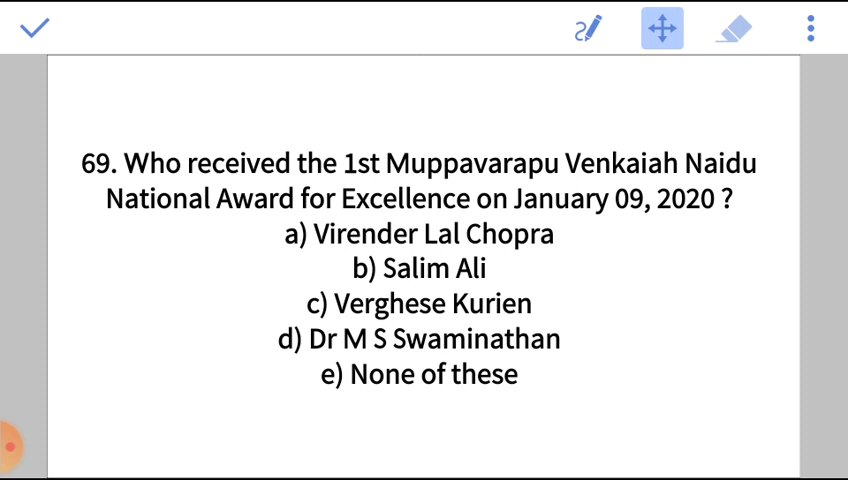 69. Who received the 1st Muppavarapu Venkaiah Naidu
National Award for Excellence on January 09, 2020 ?
a) Virender Lal Chopra
b) Salim Ali
c) Verghese Kurien
d) Dr M S Swaminathan
e) None of these